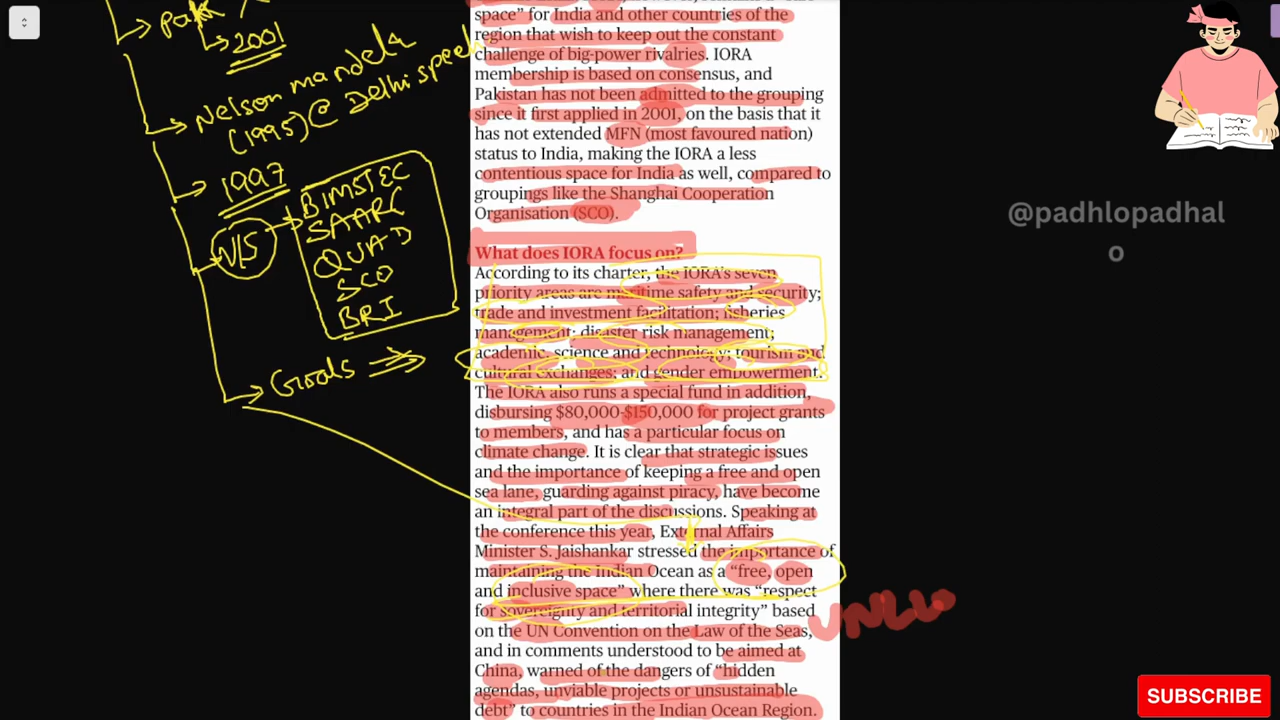 Pak
2001
Nelson mandela
(1995) @ Delhi speech
1997
V/S
BIMSTEC
SAARC
QUAD
SCO
BRI
Goals
space” for India and other countries of the
region that wish to keep out the constant
challenge of big-power rivalries. IORA
membership is based on consensus, and
Pakistan has not been admitted to the grouping
since it first applied in 2001, on the basis that it
has not extended MFN (most favoured nation)
status to India, making the IORA a less
contentious space for India as well, compared to
groupings like the Shanghai Cooperation
Organisation (SCO).
What does IORA focus on?
According to its charter, the IORA’s seven
priority areas are maritime safety and security;
trade and investment facilitation; fisheries
management; disaster risk management;
academic, science and technology; tourism and
cultural exchanges; and gender empowerment.
The IORA also runs a special fund in addition,
disbursing $80,000-$150,000 for project grants
to members, and has a particular focus on
climate change. It is clear that strategic issues
and the importance of keeping a free and open
sea lane, guarding against piracy, have become
an integral part of the discussions. Speaking at
the conference this year, External Affairs
Minister S. Jaishankar stressed the importance of
maintaining the Indian Ocean as a “free, open
and inclusive space” where there was “respect
for sovereignty and territorial integrity” based
on the UN Convention on the Law of the Seas,
and in comments understood to be aimed at
China, warned of the dangers of “hidden
agendas, unviable projects or unsustainable
debt” to countries in the Indian Ocean Region.
@padhlopadhal
o
SUBSCRIBE